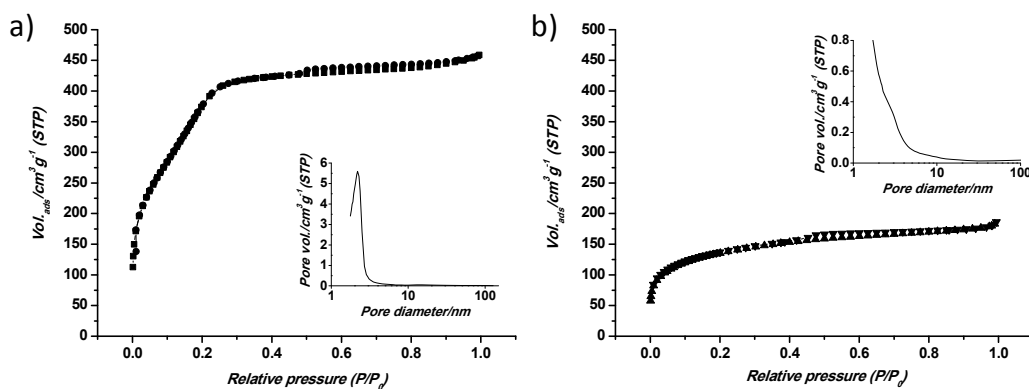 a)
500
450
400
350
300
250
200
150
100
50
0
Vol.ads/cm3g-1 (STP)
0.0 0.2 0.4 0.6 0.8 1.0
Relative pressure (P/P0)
6
5
4
3
2
1
0
Pore vol./cm3g-1 (STP)
1 10 100
Pore diameter/nm
b)
500
450
400
350
300
250
200
150
100
50
0
Vol.ads/cm3g-1 (STP)
0.0 0.2 0.4 0.6 0.8 1.0
Relative pressure (P/P0)
0.8
0.6
0.4
0.2
0.0
Pore vol./cm3g-1 (STP)
1 10 100
Pore diameter/nm